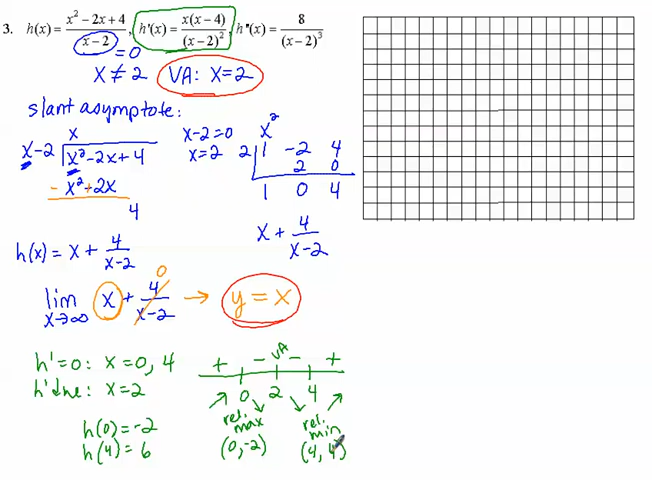 3. h(x) = (x² − 2x + 4)/(x − 2), h'(x) = x(x − 4)/(x − 2)², h''(x) = 8/(x − 2)³
= 0
x ≠ 2
VA: x = 2
slant asymptote:
x
x − 2 | x² − 2x + 4
− x² + 2x
4
x − 2 = 0
x = 2
x²
2 | 1 −2 4
2 0
1 0 4
x + 4/(x − 2)
h(x) = x + 4/(x − 2)
0
lim x→∞ x + 4/(x − 2) → y = x
h' = 0: x = 0, 4
h' dne: x = 2
h(0) = −2
h(4) = 6
+ − VA − +
0 2 4
rel. max
(0, −2)
rel. min
(4, 4)